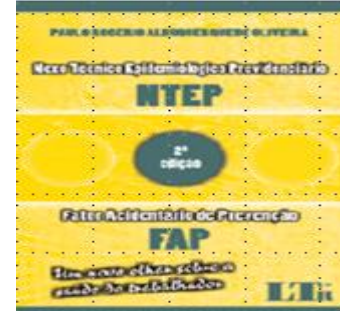 PAULO ROGÉRIO ALBUQUERQUE DE OLIVEIRA
Nexo Técnico Epidemiológico Previdenciário
NTEP
2ª
edição
Fator Acidentário de Prevenção
FAP
Um novo olhar sobre a
saúde do trabalhador
LTr